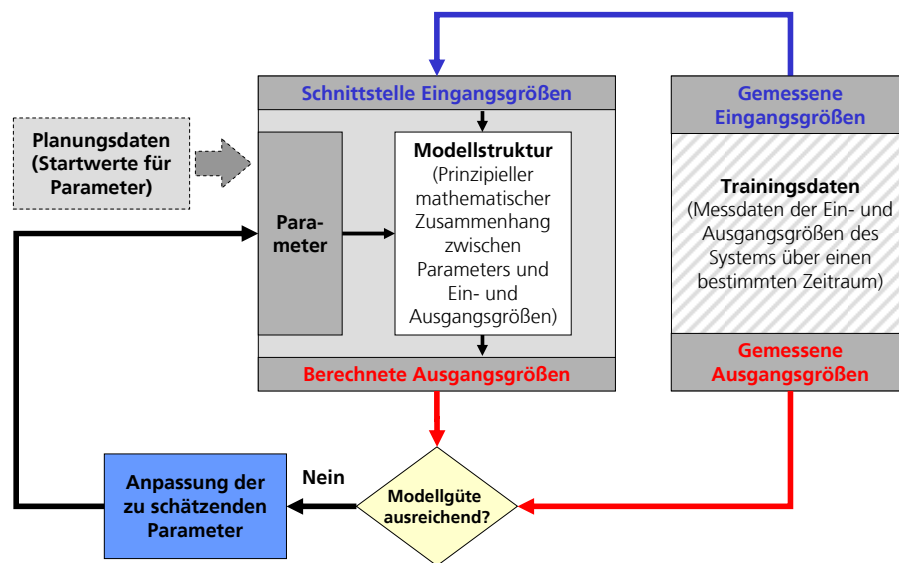 Schnittstelle Eingangsgrößen
Gemessene
Eingangsgrößen
Planungsdaten
(Startwerte für
Parameter)
Para-
meter
Modellstruktur
(Prinzipieller
mathematischer
Zusammenhang
zwischen
Parameters und
Ein- und
Ausgangsgrößen)
Trainingsdaten
(Messdaten der Ein- und
Ausgangsgrößen des
Systems über einen
bestimmten Zeitraum)
Berechnete Ausgangsgrößen
Gemessene
Ausgangsgrößen
Anpassung der
zu schätzenden
Parameter
Nein
Modellgüte
ausreichend?